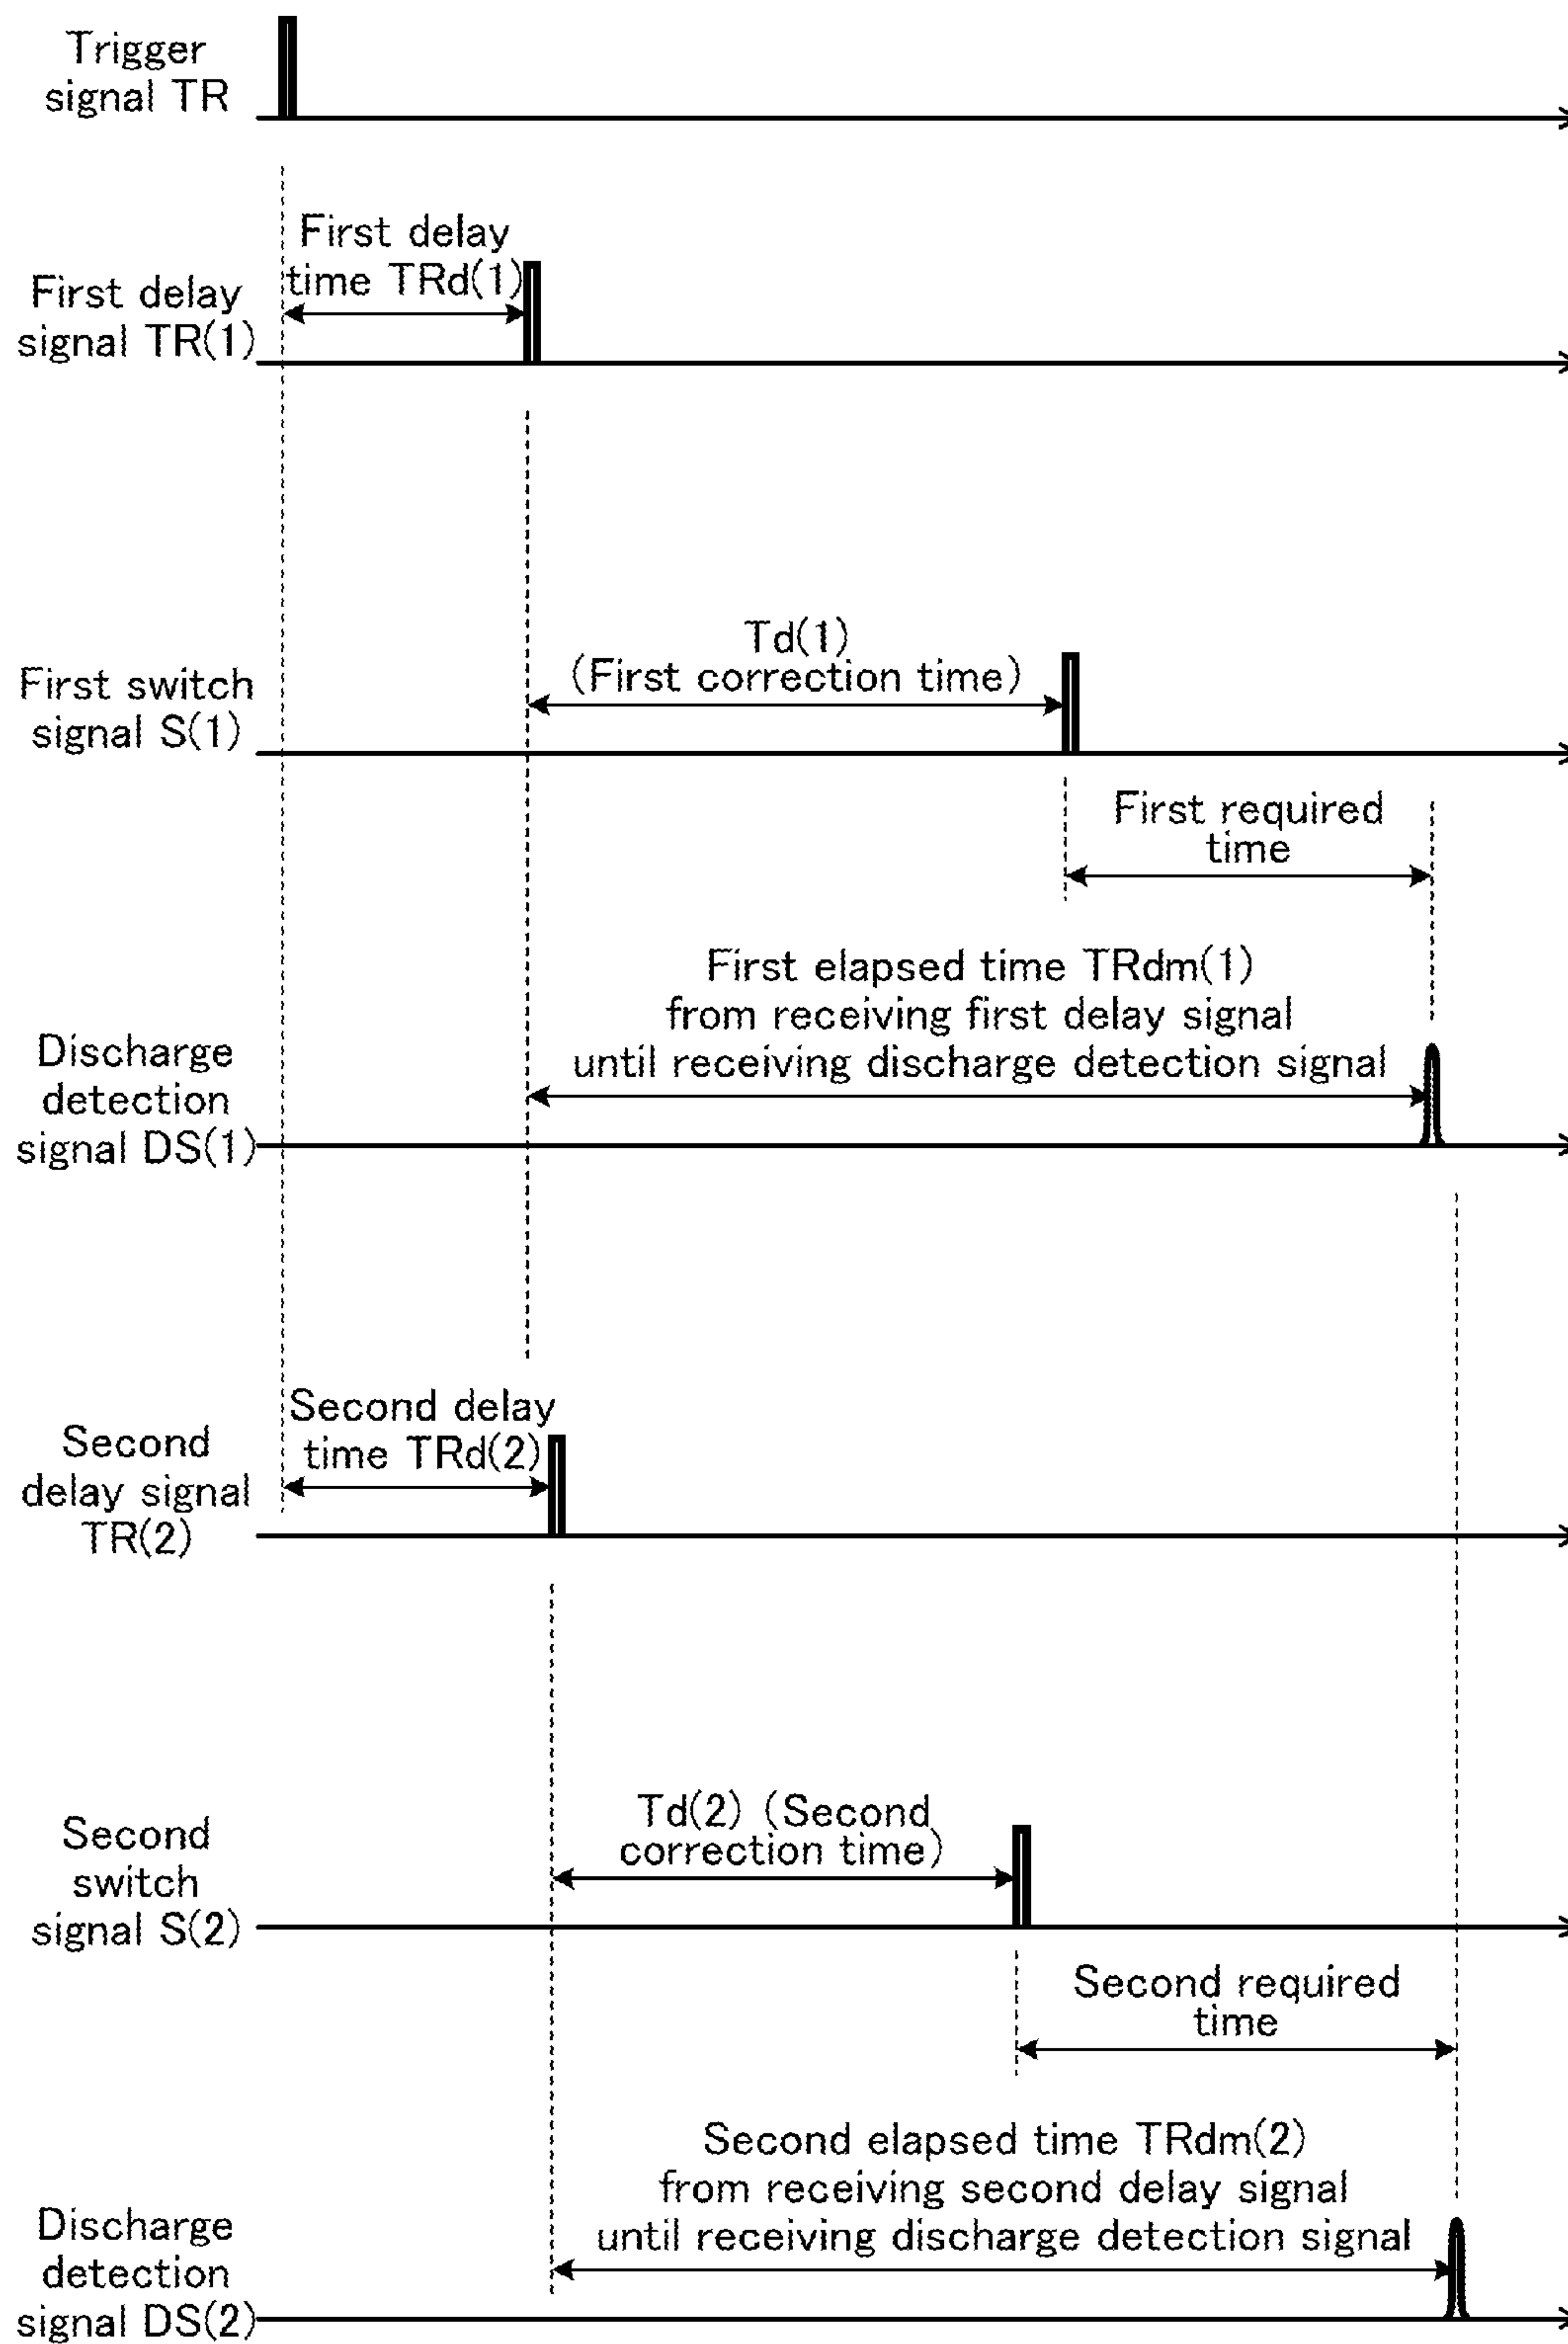 Trigger
signal TR
First delay
time TRd(1)
First delay
signal TR(1)
Td(1)
(First correction time)
First switch
signal S(1)
First required
time
First elapsed time TRdm(1)
from receiving first delay signal
until receiving discharge detection signal
Discharge
detection
signal DS(1)
Second delay
time TRd(2)
Second
delay signal
TR(2)
Td(2) (Second
correction time)
Second
switch
signal S(2)
Second required
time
Second elapsed time TRdm(2)
from receiving second delay signal
until receiving discharge detection signal
Discharge
detection
signal DS(2)